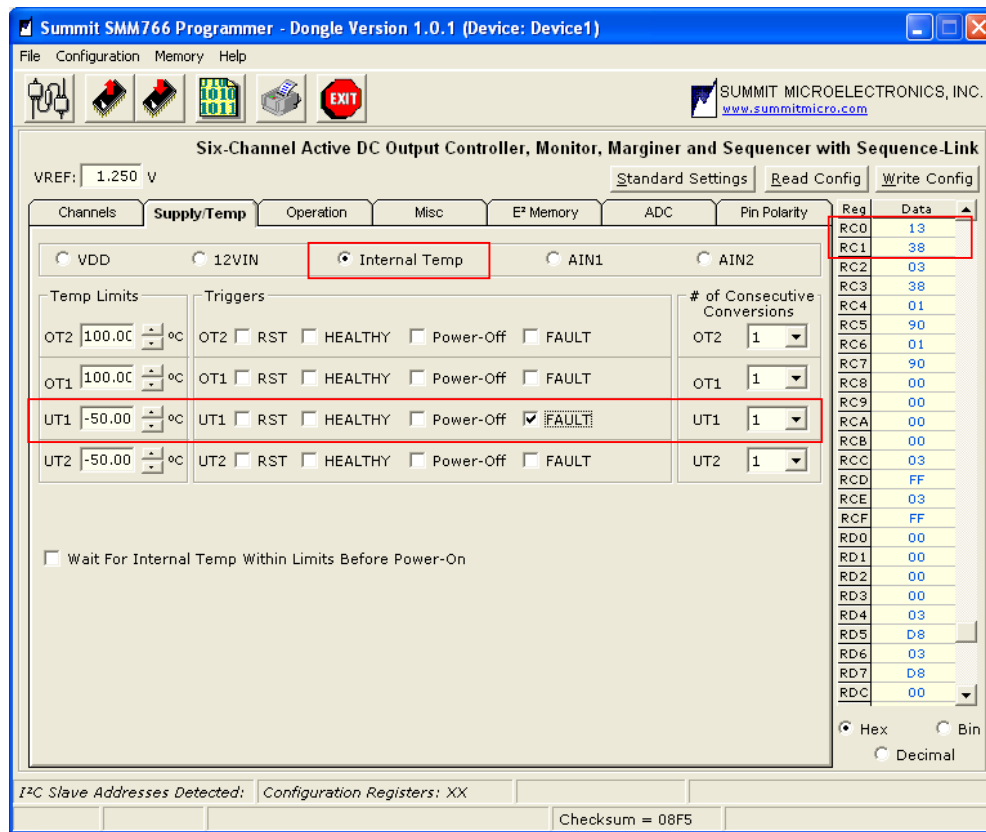 Summit SMM766 Programmer - Dongle Version 1.0.1 (Device: Device1)
File Configuration Memory Help
EXIT
SUMMIT MICROELECTRONICS, INC.
www.summitmicro.com
Six-Channel Active DC Output Controller, Monitor, Marginer and Sequencer with Sequence-Link
VREF: 1.250 V
Standard Settings Read Config Write Config
Channels Supply/Temp Operation Misc E² Memory ADC Pin Polarity
VDD 12VIN Internal Temp AIN1 AIN2
Temp Limits Triggers # of Consecutive Conversions
OT2 100.00 ºC OT2 RST HEALTHY Power-Off FAULT OT2 1
OT1 100.00 ºC OT1 RST HEALTHY Power-Off FAULT OT1 1
UT1 -50.00 ºC UT1 RST HEALTHY Power-Off FAULT UT1 1
UT2 -50.00 ºC UT2 RST HEALTHY Power-Off FAULT UT2 1
Wait For Internal Temp Within Limits Before Power-On
Reg Data
RC0 13
RC1 38
RC2 03
RC3 38
RC4 01
RC5 90
RC6 01
RC7 90
RC8 00
RC9 00
RCA 00
RCB 00
RCC 03
RCD FF
RCE 03
RCF FF
RD0 00
RD1 00
RD2 00
RD3 00
RD4 03
RD5 D8
RD6 03
RD7 D8
RDC 00
Hex Bin
Decimal
I²C Slave Addresses Detected: Configuration Registers: XX
Checksum = 08F5